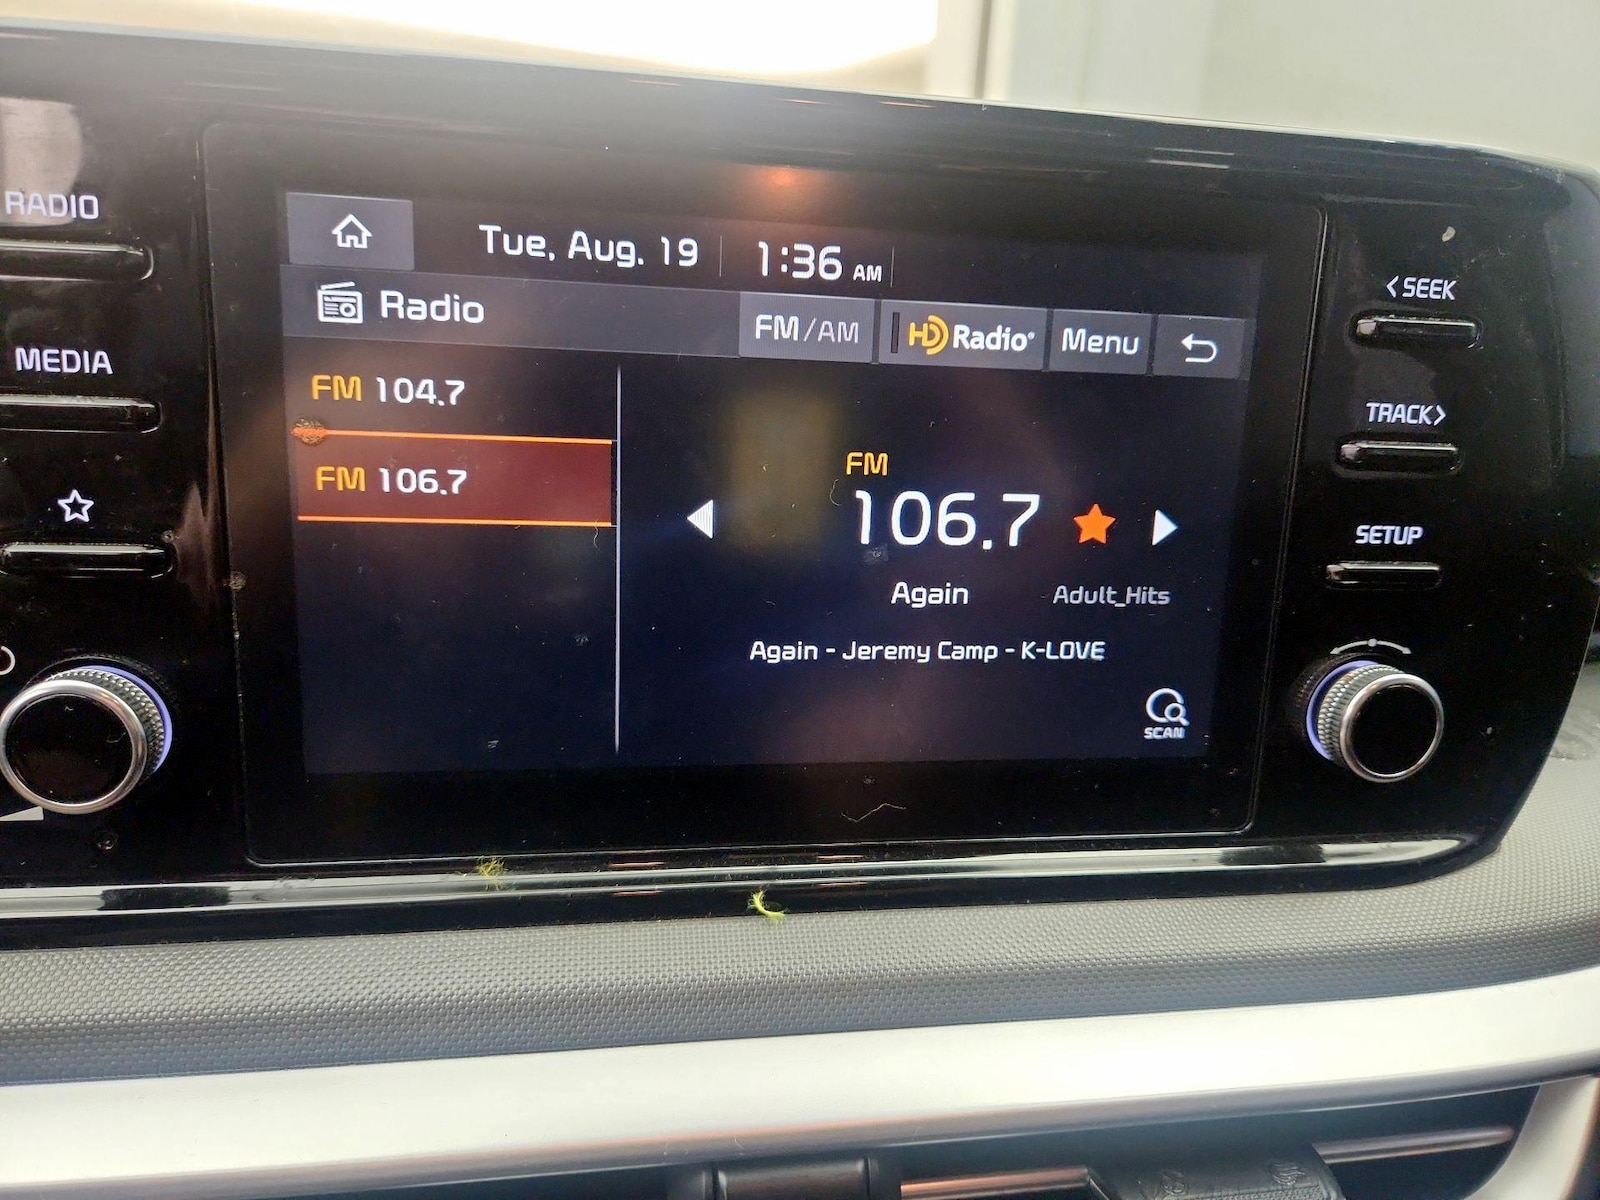 RADIO
MEDIA
Tue, Aug. 19 1:36 AM
Radio
FM/AM
HD Radio®
Menu
FM 104.7
FM 106.7
FM
106.7
Again
Adult_Hits
Again - Jeremy Camp - K-LOVE
SCAN
< SEEK
TRACK >
SETUP